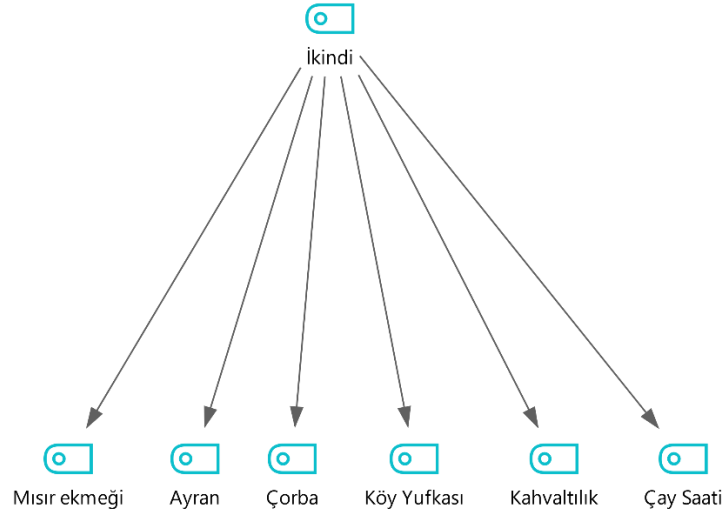 İkindi
Mısır ekmeği
Ayran
Çorba
Köy Yufkası
Kahvaltılık
Çay Saati